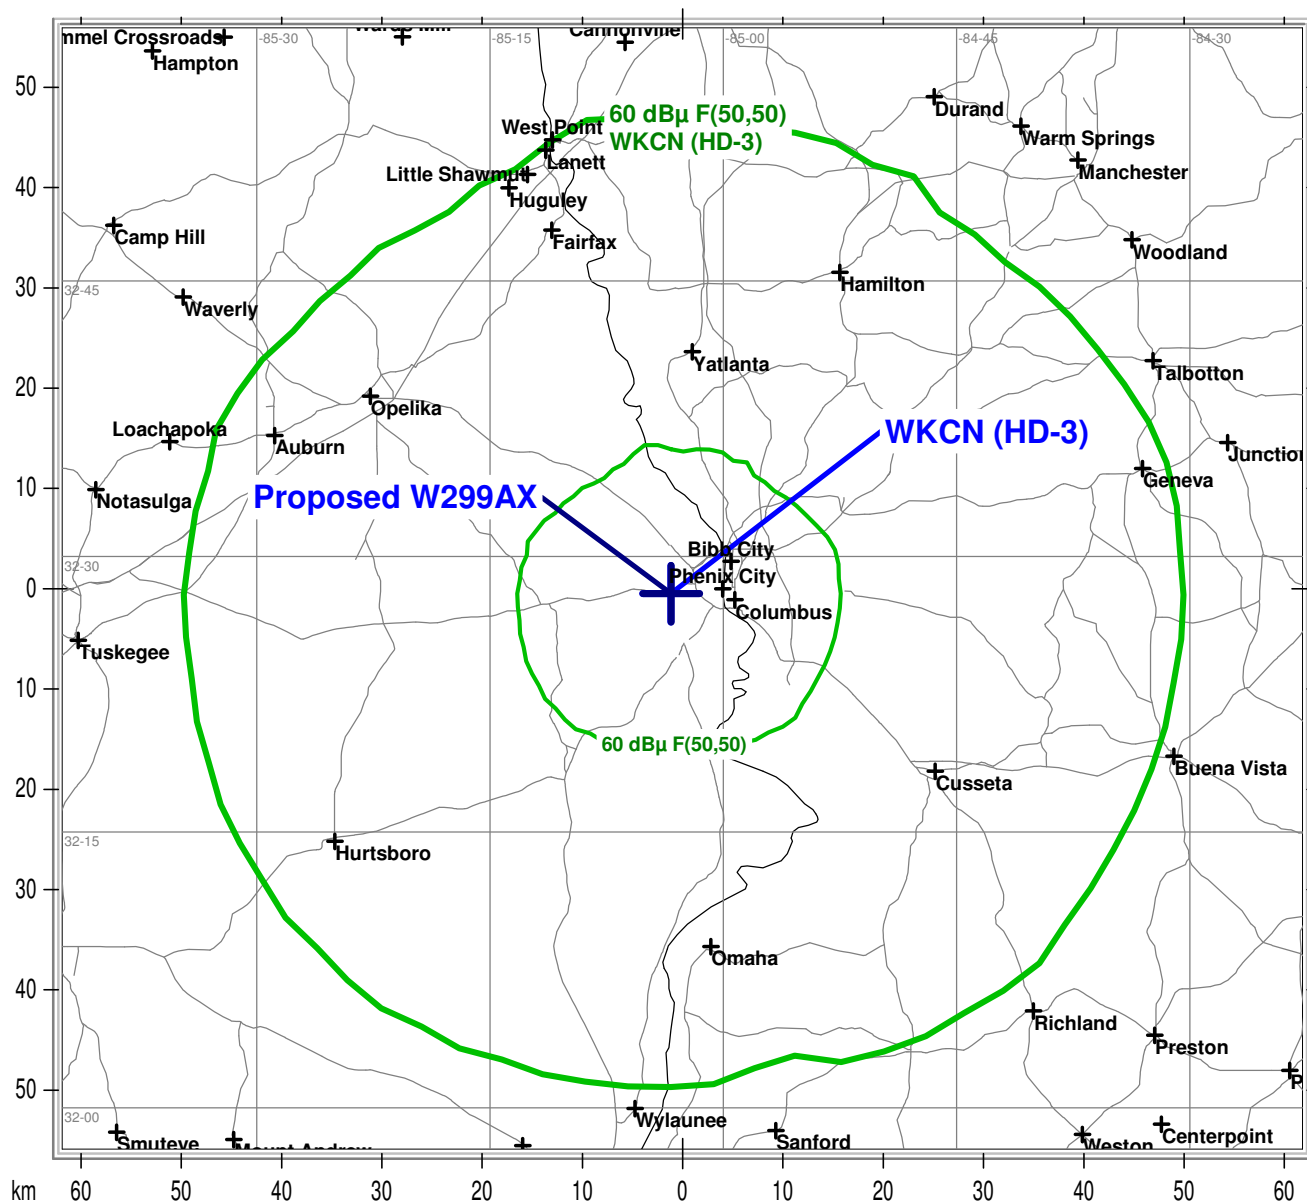 mmel Crossroads
Hampton
Cannonville
-85-30
-85-15
-85-00
-84-45
-84-30
60 dBµ F(50,50)
WKCN (HD-3)
Durand
Warm Springs
Manchester
West Point
Lanett
Little Shawmut
Huguley
Fairfax
Camp Hill
Woodland
Hamilton
32-45
Waverly
Yatlanta
Talbotton
Opelika
Loachapoka
Auburn
WKCN (HD-3)
Junction
Geneva
Notasulga
Proposed W299AX
Bibb City
32-30
Phenix City
Columbus
Tuskegee
60 dBµ F(50,50)
Buena Vista
Cusseta
32-15
Hurtsboro
Omaha
Richland
Preston
P
Wylaunee
32-00
Smuteye
Mount Andrew
Sanford
Weston
Centerpoint
50
40
30
20
10
0
10
20
30
40
50
km 60 50 40 30 20 10 0 10 20 30 40 50 60